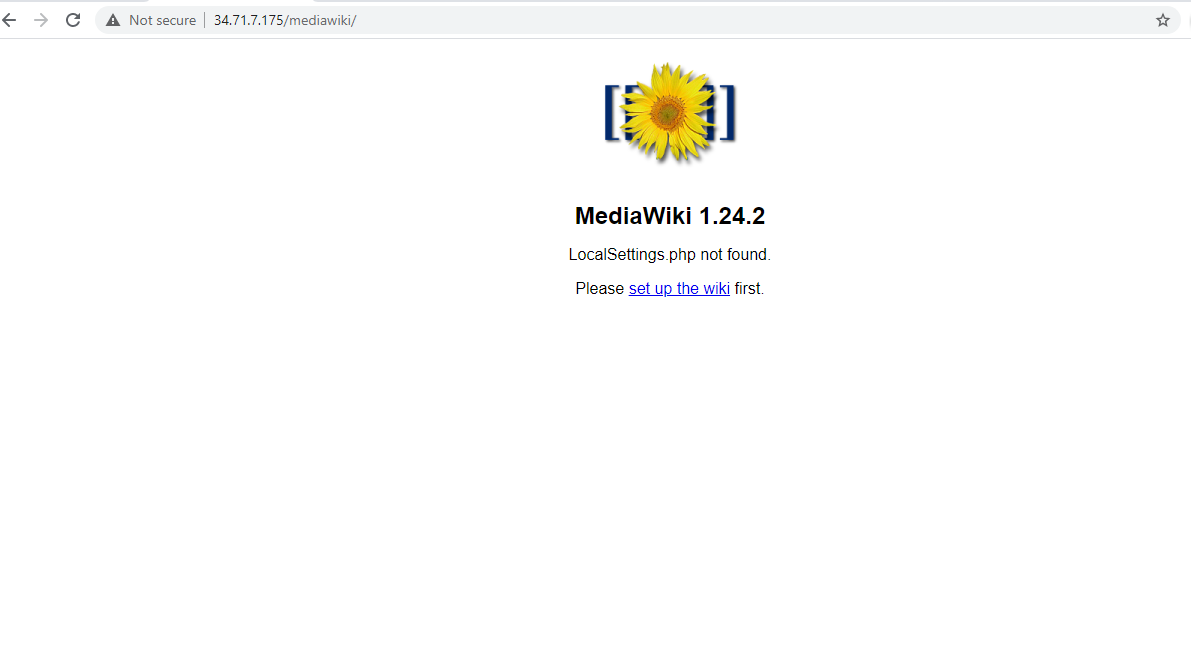 Not secure 34.71.7.175/mediawiki/
MediaWiki 1.24.2
LocalSettings.php not found.
Please set up the wiki first.